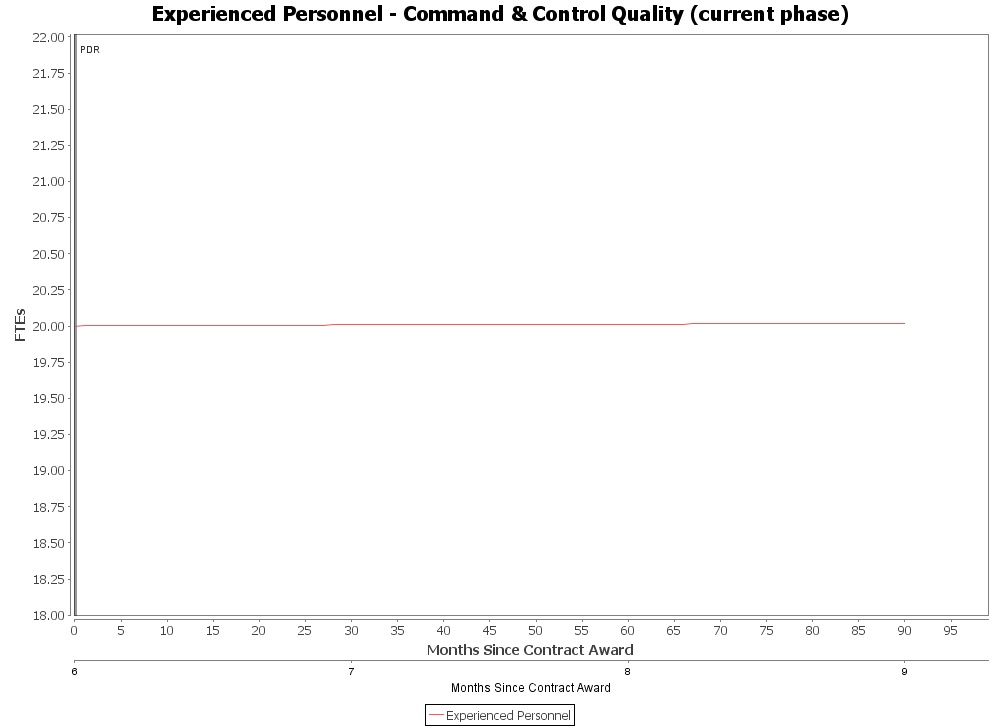 Experienced Personnel - Command & Control Quality (current phase)
PDR
22.00
21.75
21.50
21.25
21.00
20.75
20.50
20.25
20.00
19.75
19.50
19.25
19.00
18.75
18.50
18.25
18.00
FTEs
0 5 10 15 20 25 30 35 40 45 50 55 60 65 70 75 80 85 90 95
Months Since Contract Award
6 7 8 9
Months Since Contract Award
Experienced Personnel